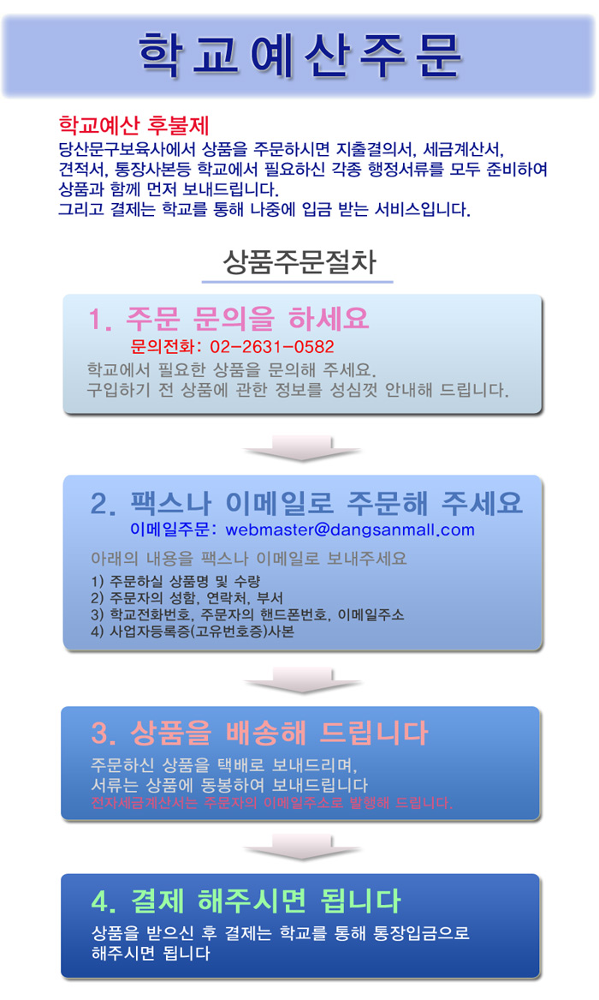 학교예산주문
학교예산 후불제
당산문구보육사에서 상품을 주문하시면 지출결의서, 세금계산서,
견적서, 통장사본등 학교에서 필요하신 각종 행정서류를 모두 준비하여
상품과 함께 먼저 보내드립니다.
그리고 결제는 학교를 통해 나중에 입금 받는 서비스입니다.
상품주문절차
1. 주문 문의을 하세요
문의전화: 02-2631-0582
학교에서 필요한 상품을 문의해 주세요.
구입하기 전 상품에 관한 정보를 성심껏 안내해 드립니다.
2. 팩스나 이메일로 주문해 주세요
이메일주문: webmaster@dangsanmall.com
아래의 내용을 팩스나 이메일로 보내주세요
1) 주문하실 상품명 및 수량
2) 주문자의 성함, 연락처, 부서
3) 학교전화번호, 주문자의 핸드폰번호, 이메일주소
4) 사업자등록증(고유번호증)사본
3. 상품을 배송해 드립니다
주문하신 상품을 택배로 보내드리며,
서류는 상품에 동봉하여 보내드립니다
전자세금계산서는 주문자의 이메일주소로 발행해 드립니다.
4. 결제 해주시면 됩니다
상품을 받으신 후 결제는 학교를 통해 통장입금으로
해주시면 됩니다